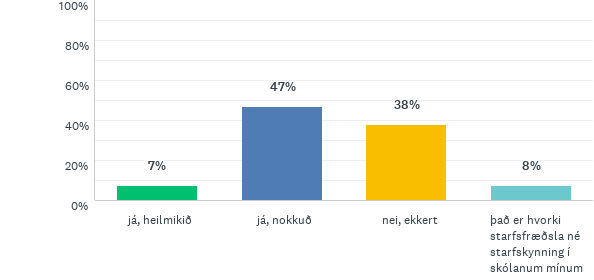 100%
80%
60%
40%
20%
0%
7%
47%
38%
8%
já, heilmikið
já, nokkuð
nei, ekkert
það er hvorki
starfsfræðsla né
starfskynning í
skólanum mínum